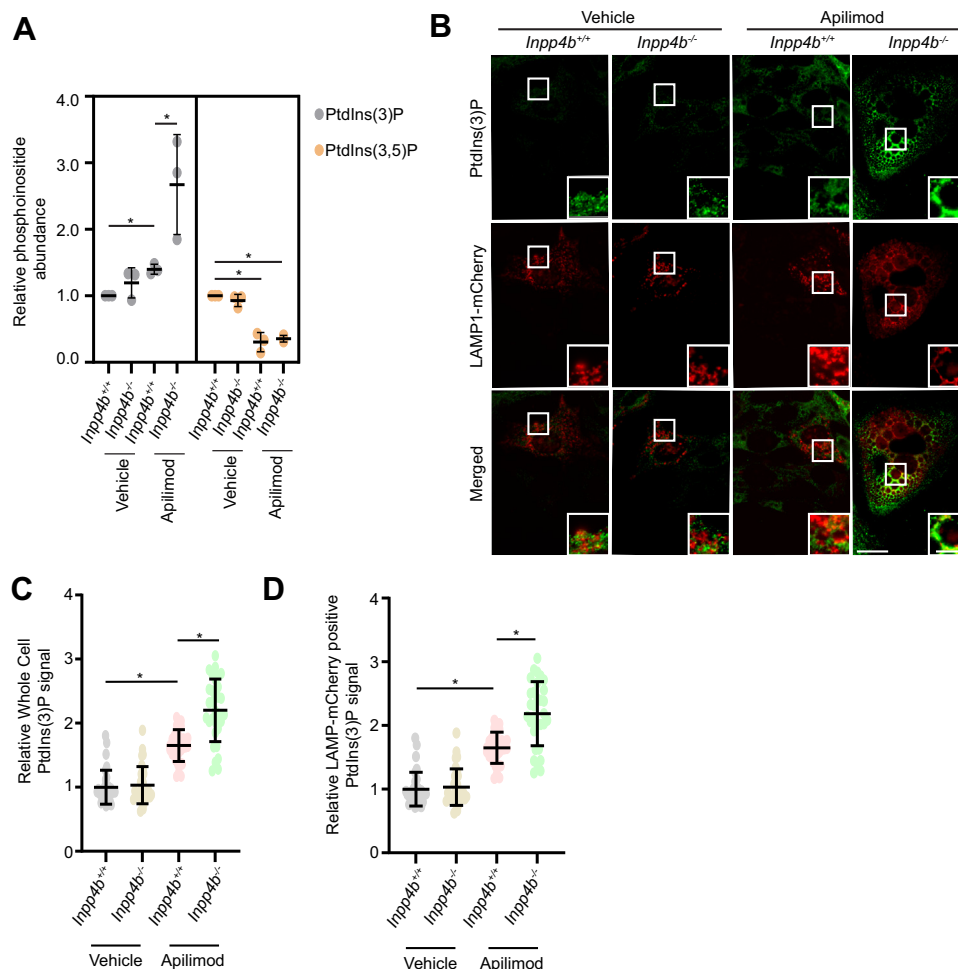 A
Relative phosphoinositide
abundance
4.0
3.0
2.0
1.0
0.0
*
*
*
*
PtdIns(3)P
PtdIns(3,5)P
Inpp4b+/+
Inpp4b-/-
Inpp4b+/+
Inpp4b-/-
Inpp4b+/+
Inpp4b-/-
Inpp4b+/+
Inpp4b-/-
Vehicle
Apilimod
Vehicle
Apilimod
B
Vehicle
Apilimod
Inpp4b+/+
Inpp4b-/-
Inpp4b+/+
Inpp4b-/-
PtdIns(3)P
LAMP1-mCherry
Merged
C
Relative Whole Cell
PtdIns(3)P signal
4
3
2
1
0
*
*
Inpp4b+/+
Inpp4b-/-
Inpp4b+/+
Inpp4b-/-
Vehicle
Apilimod
D
Relative LAMP-mCherry positive
PtdIns(3)P signal
4
3
2
1
0
*
*
Inpp4b+/+
Inpp4b-/-
Inpp4b+/+
Inpp4b-/-
Vehicle
Apilimod